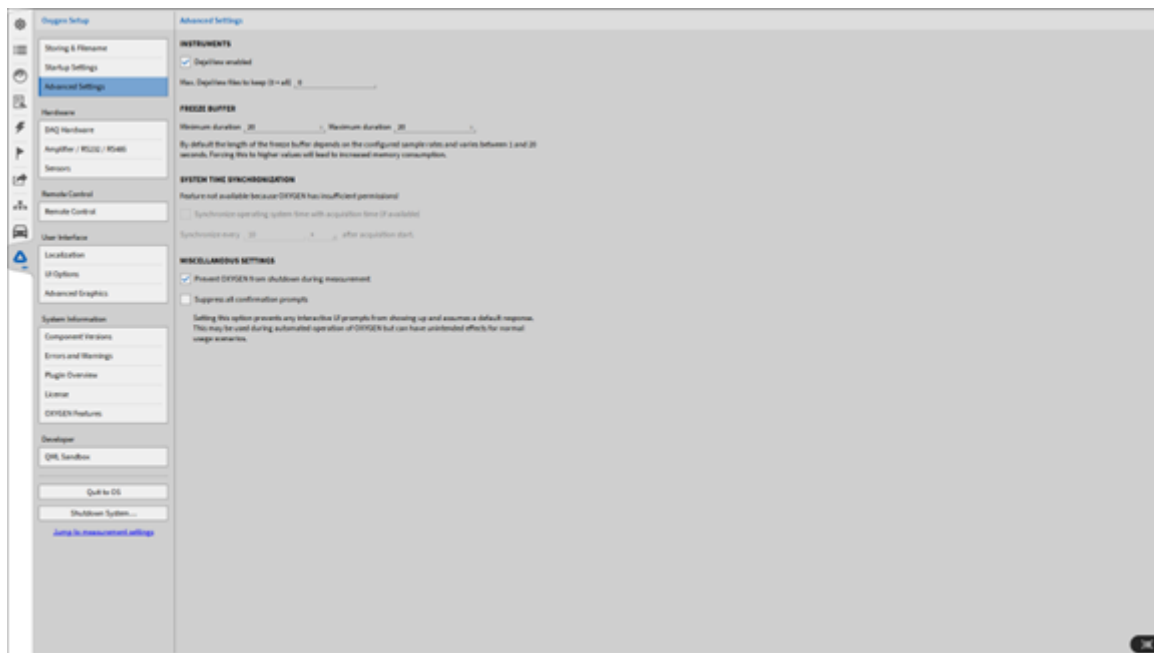 Oxygen Setup
Storing & Filename
Startup Settings
Advanced Settings
Hardware
DAQ Hardware
Amplifier / RS232 / RS485
Sensors
Remote Control
Remote Control
User Interface
Localization
UI Options
Advanced Graphics
System Information
Component Versions
Errors and Warnings
Plugin Overview
License
OXYGEN Features
Developer
QML Sandbox
Quit to OS
Shutdown System...
Jump to measurement settings
Advanced Settings
INSTRUMENTS
DejaView enabled
Max. DejaView files to keep (0 = all)
FREEZE BUFFER
Minimum duration 20 Maximum duration 20
By default the length of the freeze buffer depends on the configured sample rates and varies between 1 and 20
seconds. Forcing this to higher values will lead to increased memory consumption.
SYSTEM TIME SYNCHRONIZATION
Feature not available because OXYGEN has insufficient permissions!
Synchronize operating system time with acquisition time (if available)
Synchronize every 10 after acquisition start.
MISCELLANEOUS SETTINGS
Prevent OXYGEN from shutdown during measurement
Suppress all confirmation prompts
Setting this option prevents any interactive UI prompts from showing up and assumes a default response.
This may be used during automated operation of OXYGEN but can have unintended effects for normal
usage scenarios.